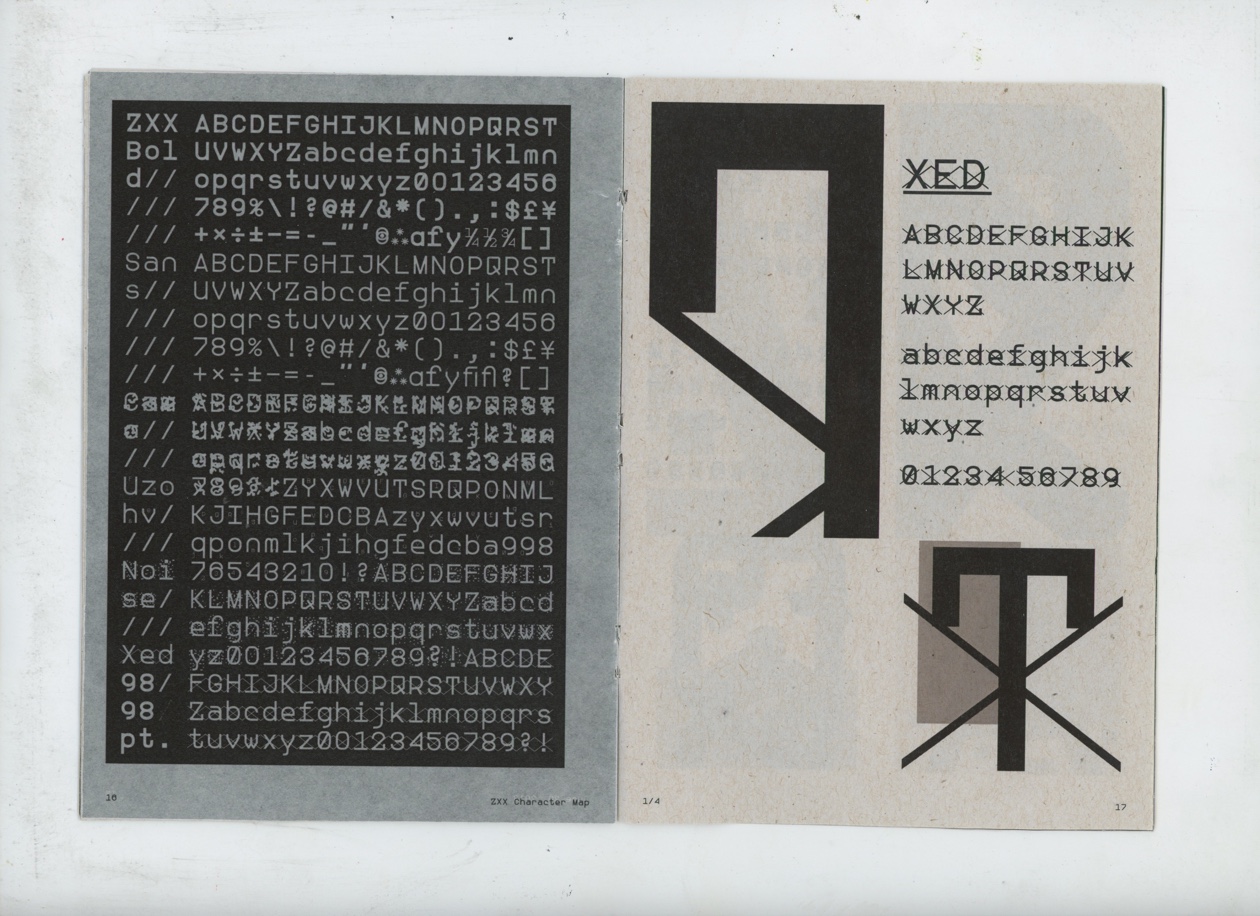 ZXX ABCDEFGHIJKLMNOPQRST
Bol UVWXYZabcdefghijklmn
d// opqrstuvwxyz00123456
/// 789%\!?@#/&*().,:$£¥
/// +×÷±–=-_"'@⁂afy¼½¾[]
San ABCDEFGHIJKLMNOPQRST
s// UVWXYZabcdefghijklmn
/// opqrstuvwxyz00123456
/// 789%\!?@#/&*().,:$£¥
/// +×÷±–=-_"'@⁂afyfifl?[]
Cam ABCDEFGHIJKLMNOPQRST
o// UVWXYZabcdefghijklmn
/// opqrstuvwxyz00123456
Uzo 789?!ZYXWVUTSRQPONML
hv/ KJIHGFEDCBAzyxwvutsr
/// qponmlkjihgfedcba998
Noi 76543210!?ABCDEFGHIJ
se/ KLMNOPQRSTUVWXYZabcd
/// efghijklmnopqrstuvwx
Xed yz00123456789?!ABCDE
98/ FGHIJKLMNOPQRSTUVWXY
98 Zabcdefghijklmnopqrs
pt. tuvwxyz00123456789?!
16
ZXX Character Map
XED
ABCDEFGHIJK
LMNOPQRSTUV
WXYZ
abcdefghijk
lmnopqrstuv
wxyz
0123456789
T
1/4
17